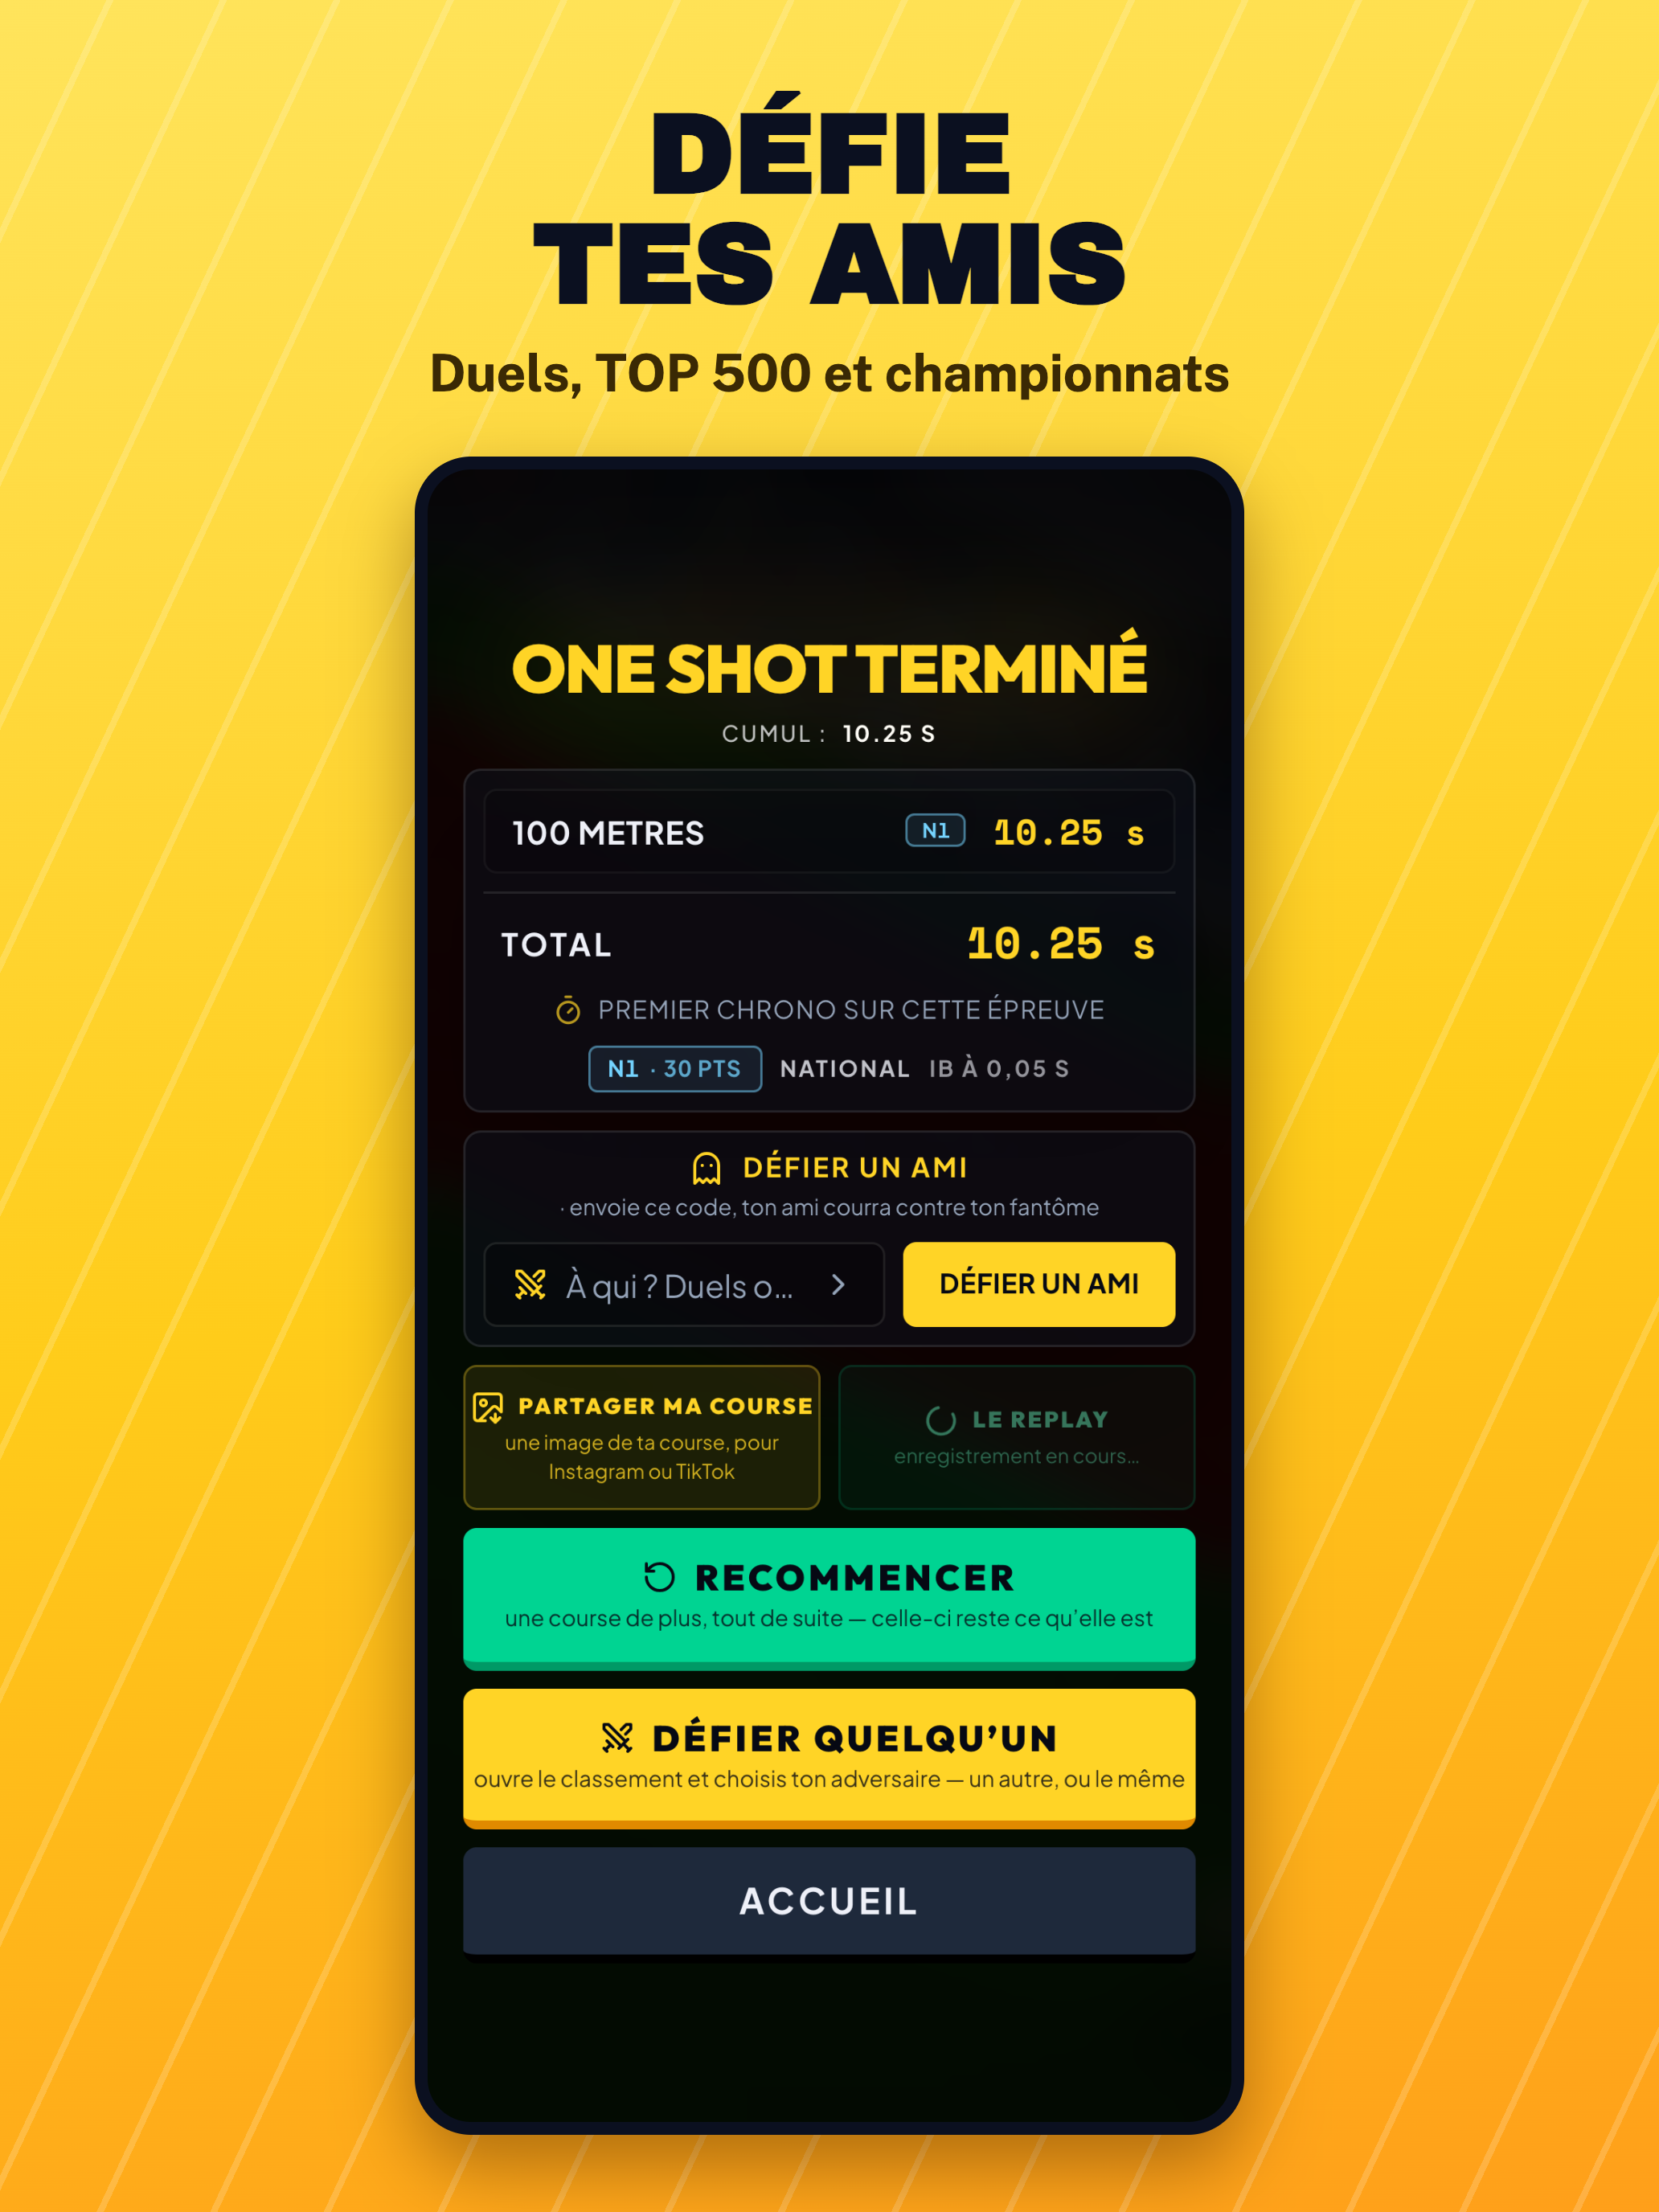 DÉFIE
TES AMIS
Duels, TOP 500 et championnats
ONE SHOT TERMINÉ
CUMUL : 10.25 S
100 METRES N1 10.25 s
TOTAL 10.25 s
PREMIER CHRONO SUR CETTE ÉPREUVE
N1 · 30 PTS NATIONAL IB À 0,05 S
DÉFIER UN AMI
· envoie ce code, ton ami courra contre ton fantôme
À qui ? Duels o... DÉFIER UN AMI
PARTAGER MA COURSE
une image de ta course, pour
Instagram ou TikTok
LE REPLAY
enregistrement en cours...
RECOMMENCER
une course de plus, tout de suite — celle-ci reste ce qu’elle est
DÉFIER QUELQU’UN
ouvre le classement et choisis ton adversaire — un autre, ou le même
ACCUEIL